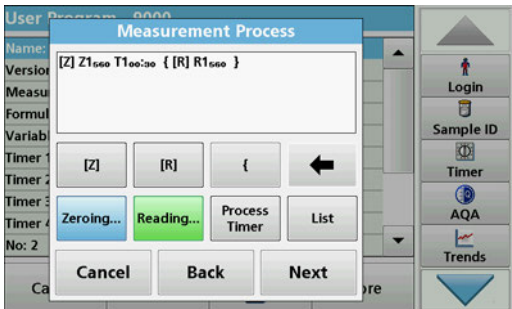 User Program 9000
Measurement Process
Name:
[Z] Z1₅₆₀ T1₀₀:₃₀ { [R] R1₅₆₀ }
Version
Measu
Formul
Variabl
Timer 1
Timer 2
Timer 3
Timer 4
No: 2
[Z]
[R]
{
Zeroing...
Reading...
Process
Timer
List
Cancel
Back
Next
Ca
ore
Login
Sample ID
Timer
AQA
Trends